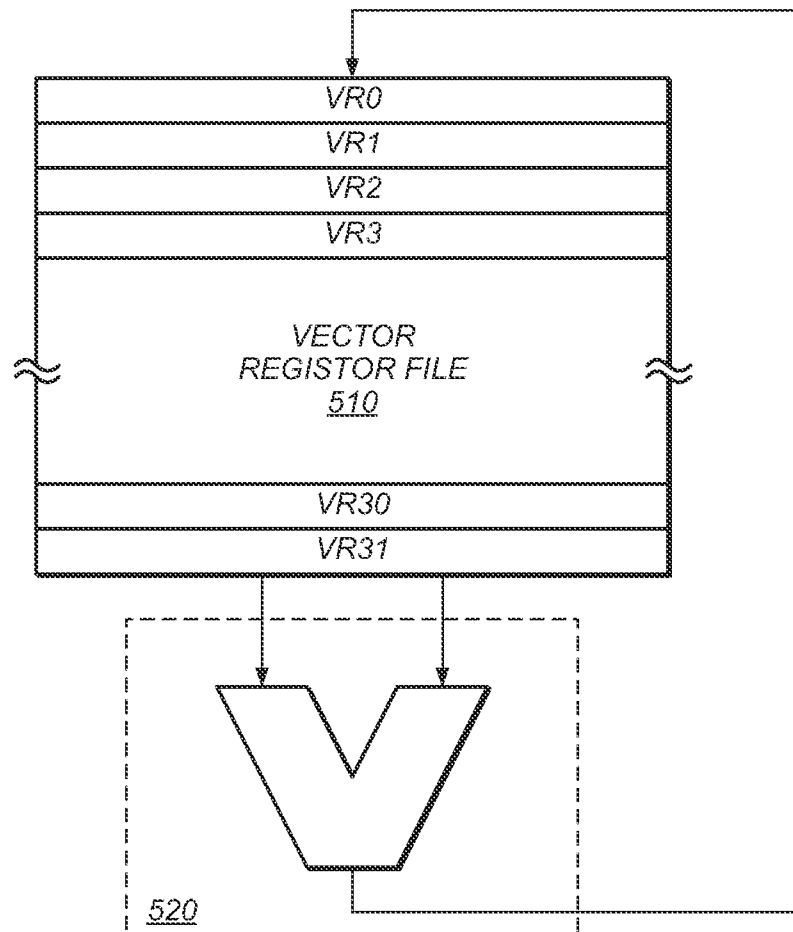 VR0
VR1
VR2
VR3
VECTOR
REGISTOR FILE
510
VR30
VR31
520